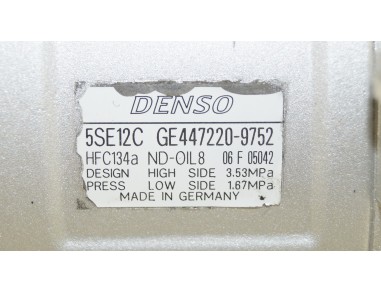 DENSO
5SE12C GE447220-9752
HFC134a ND-OIL8 06 F 05042
DESIGN HIGH SIDE 3.53MPa
PRESS LOW SIDE 1.67MPa
MADE IN GERMANY